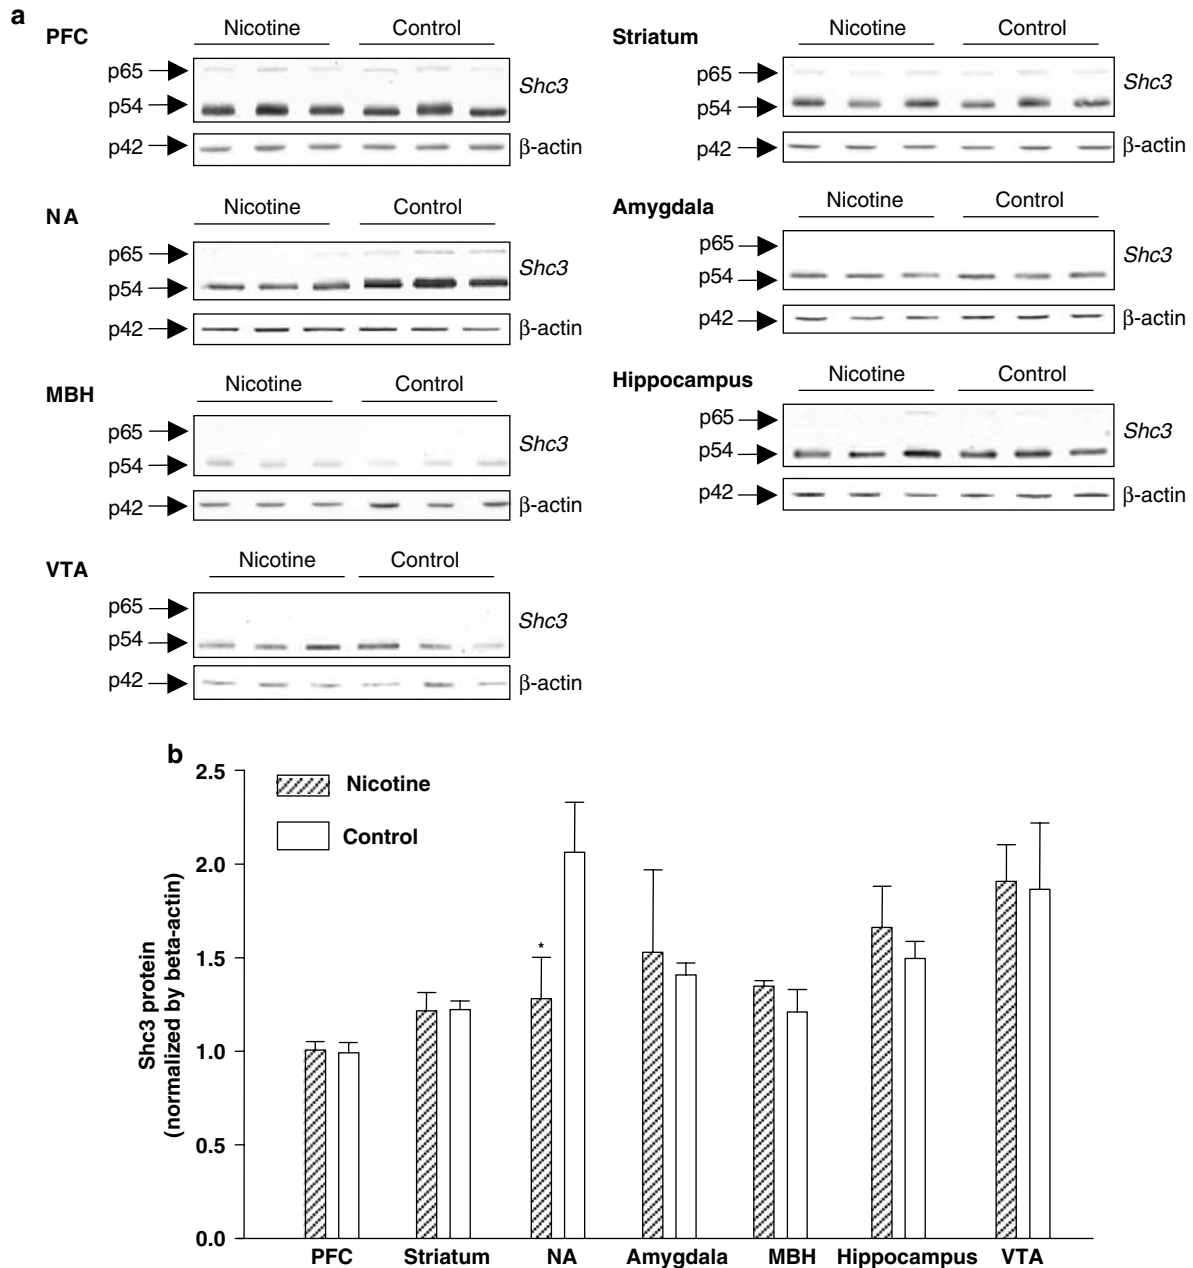 a
PFC
Nicotine
Control
p65
p54
Shc3
p42
β-actin
Striatum
Nicotine
Control
p65
p54
Shc3
p42
β-actin
NA
Nicotine
Control
p65
p54
Shc3
p42
β-actin
Amygdala
Nicotine
Control
p65
p54
Shc3
p42
β-actin
MBH
Nicotine
Control
p65
p54
Shc3
p42
β-actin
Hippocampus
Nicotine
Control
p65
p54
Shc3
p42
β-actin
VTA
Nicotine
Control
p65
p54
Shc3
p42
β-actin
b
Nicotine
Control
Shc3 protein
(normalized by beta-actin)
2.5
2.0
1.5
1.0
0.5
0.0
*
PFC Striatum NA Amygdala MBH Hippocampus VTA